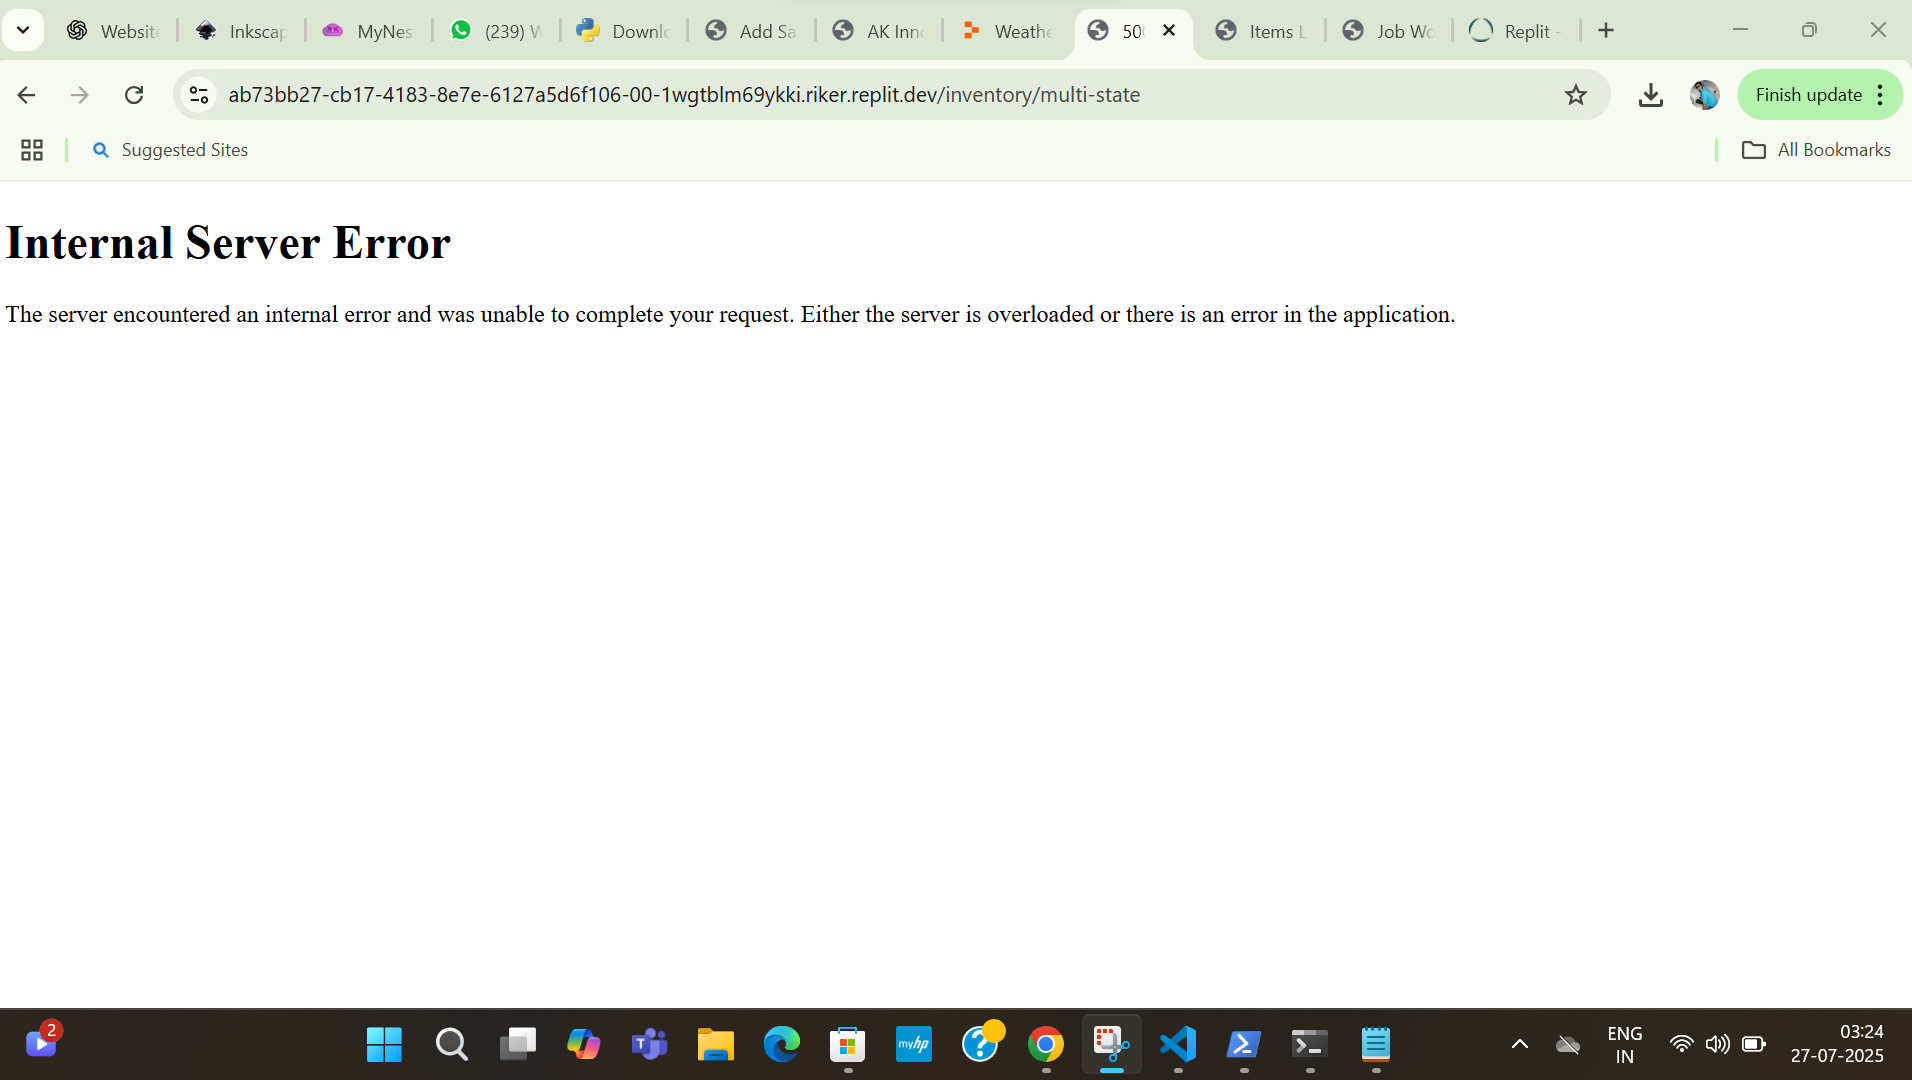 Website
Inkscap
MyNes
(239) W
Downlo
Add Sa
AK Inno
Weathe
50
Items L
Job Wo
Replit -
ab73bb27-cb17-4183-8e7e-6127a5d6f106-00-1wgtblm69ykki.riker.replit.dev/inventory/multi-state
Finish update
Suggested Sites
All Bookmarks
Internal Server Error
The server encountered an internal error and was unable to complete your request. Either the server is overloaded or there is an error in the application.
2
T
myhp
?
ENG
IN
03:24
27-07-2025